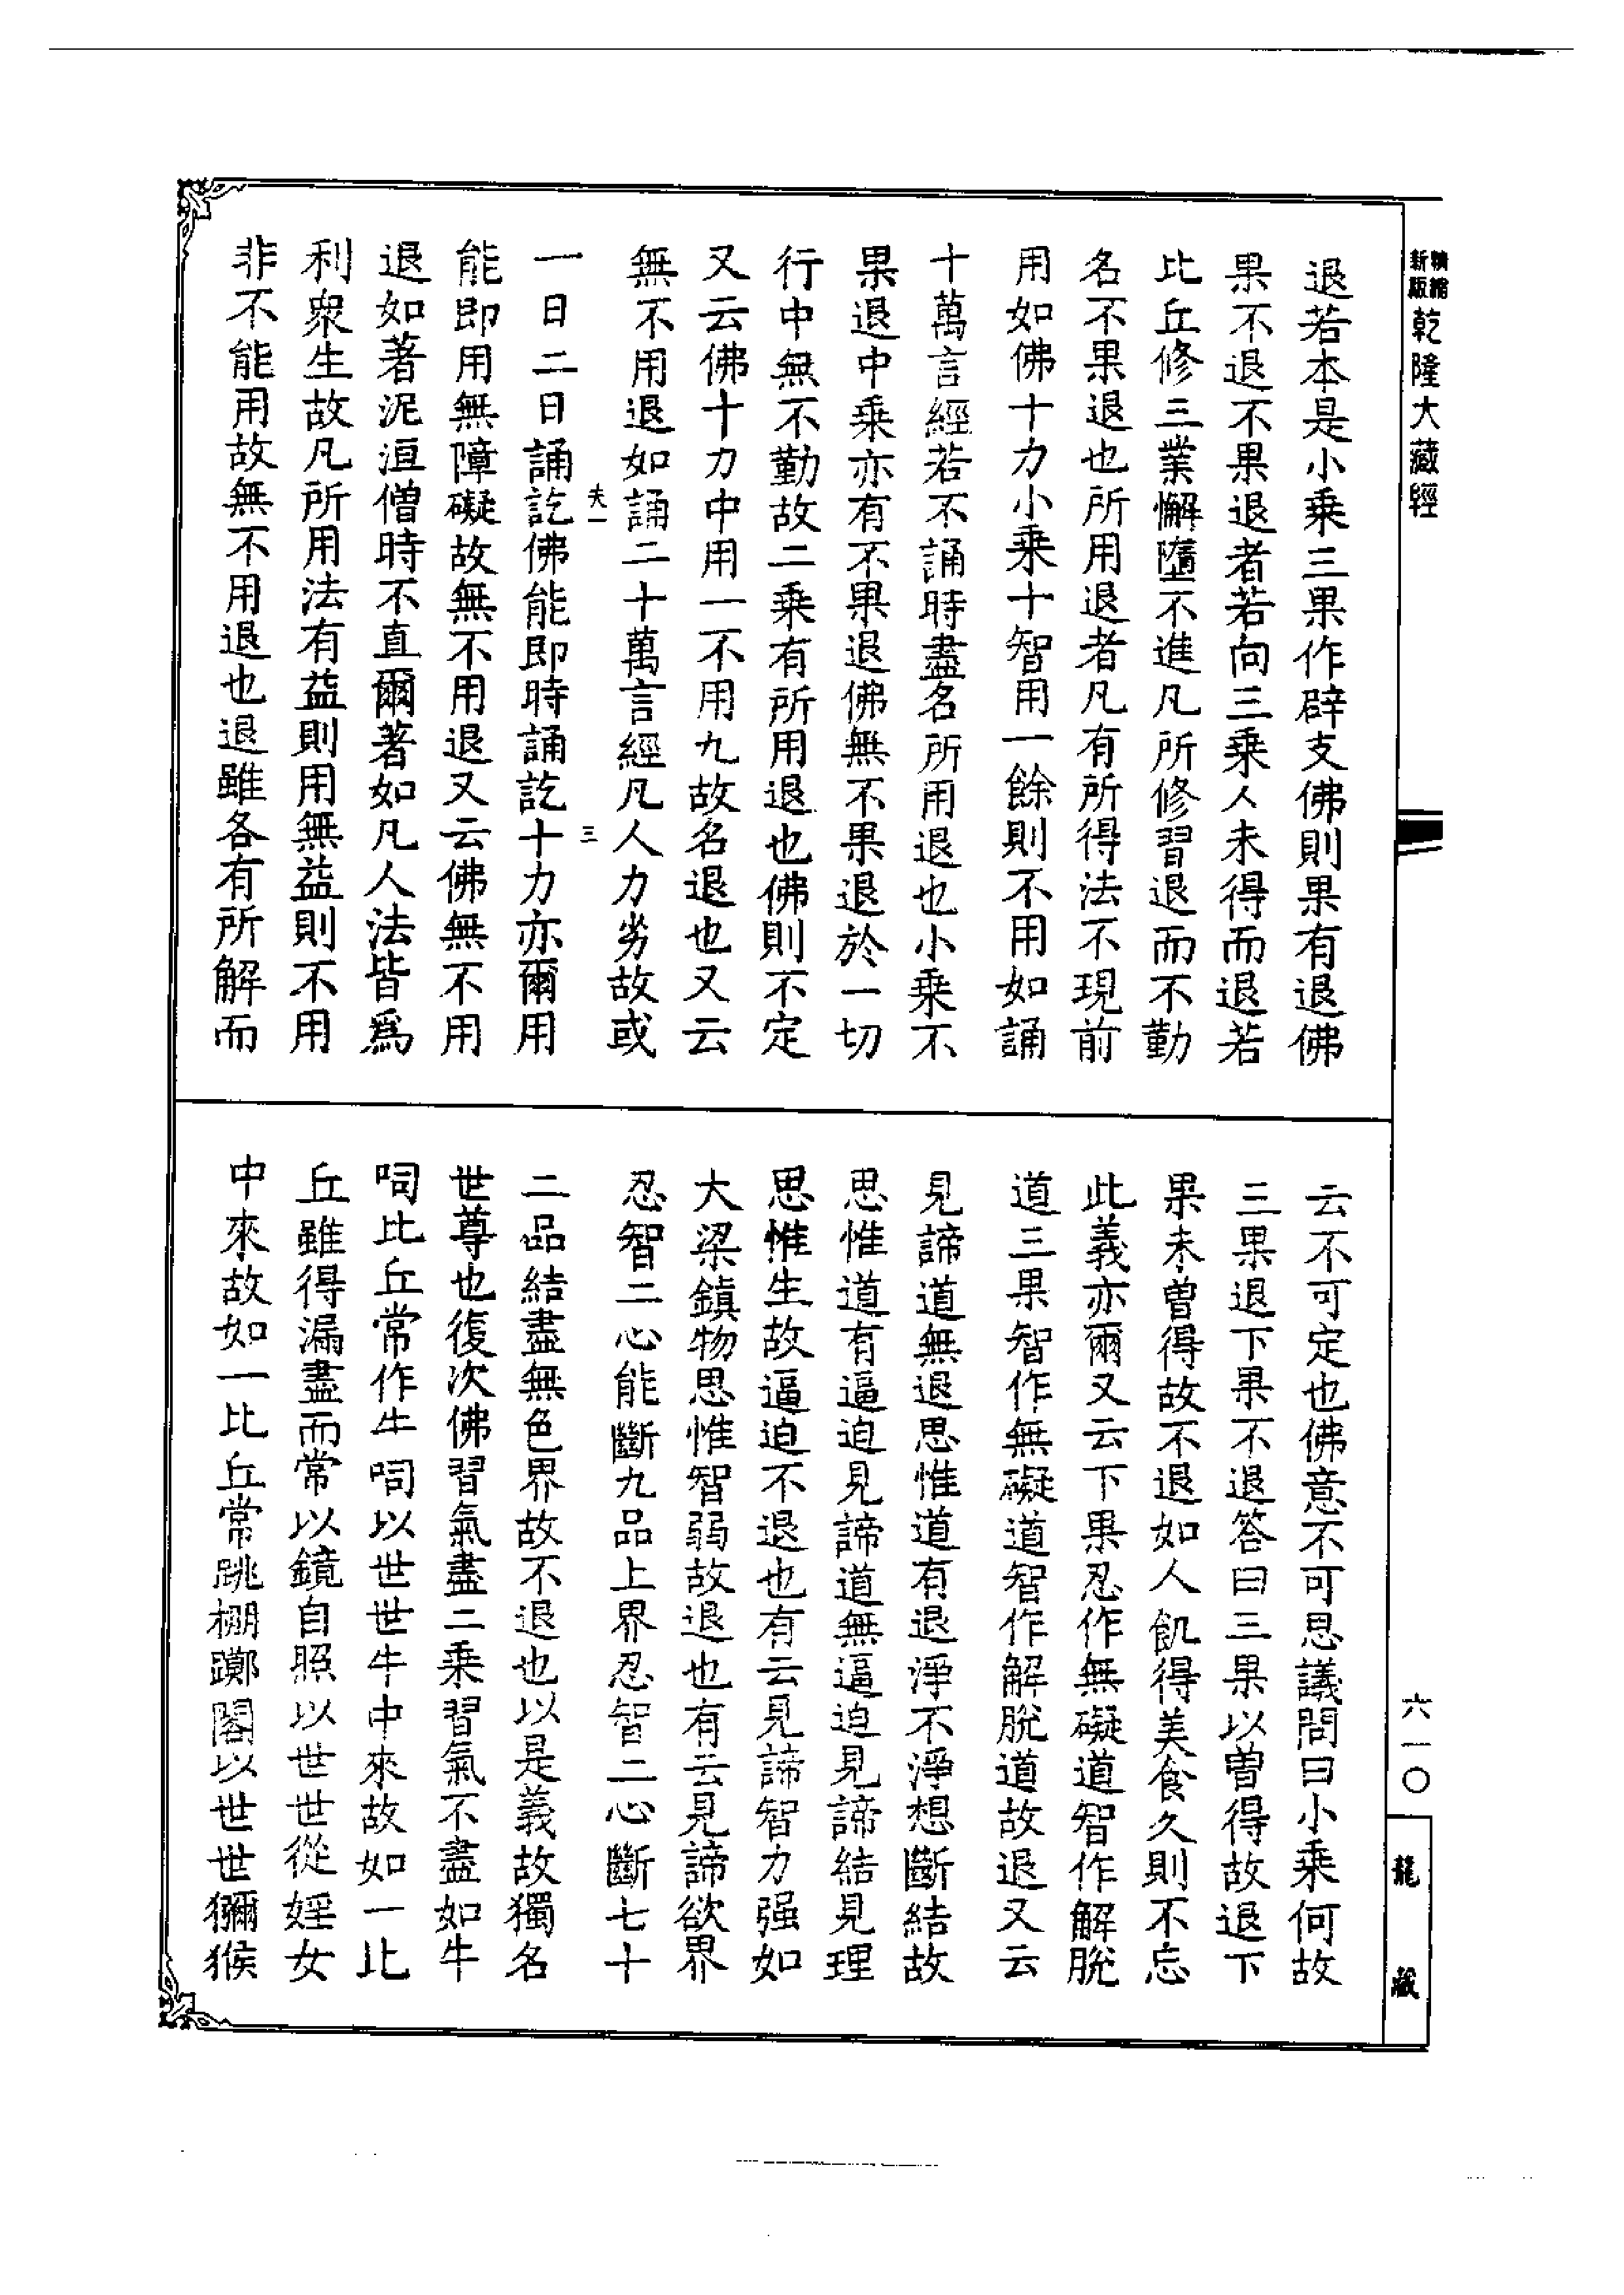 精縮新版乾隆大藏經
退若本是小乘三果作辟支佛則果有退佛
果不退不果退者若向三乘人未得而退若
比丘修三業懈墮不進凡所修習退而不勤
名不果退也所用退者凡有所得法不現前
用如佛十力小乘十智用一餘則不用如誦
十萬言經若不誦時盡名所用退也小乘不
果退中乘亦有不果退佛無不果退於一切
行中無不勤故二乘有所用退也佛則不定
又云佛十力中用一不用九故名退也又云
無不用退如誦二十萬言經凡人力劣故或
夫一 三
一日二日誦訖佛能即時誦訖十力亦爾用
能即用無障礙故無不用退又云佛無不用
退如著泥洹僧時不直爾著如凡人法皆爲
利衆生故凡所用法有益則用無益則不用
非不能用故無不用退也退雖各有所解而
云不可定也佛意不可思議問曰小乘何故
三果退下果不退答曰三果以曾得故退下
果未曾得故不退如人飢得美食久則不忘
此義亦爾又云下果忍作無礙道智作解脫
道三果智作無礙道智作解脫道故退又云
見諦道無退思惟道有退淨不淨想斷結故
思惟道有逼迫見諦道無逼迫見諦結見理
思惟生故逼迫不退也有云見諦智力强如
大梁鎮物思惟智弱故退也有云見諦欲界
忍智二心能斷九品上界忍智二心斷七十
二品結盡無色界故不退也以是義故獨名
世尊也復次佛習氣盡二乘習氣不盡如牛
呞比丘常作牛呞以世世牛中來故如一比
丘雖得漏盡而常以鏡自照以世世從婬女
中來故如一比丘常跳棚躑閣以世世獼猴
六一〇
龍藏